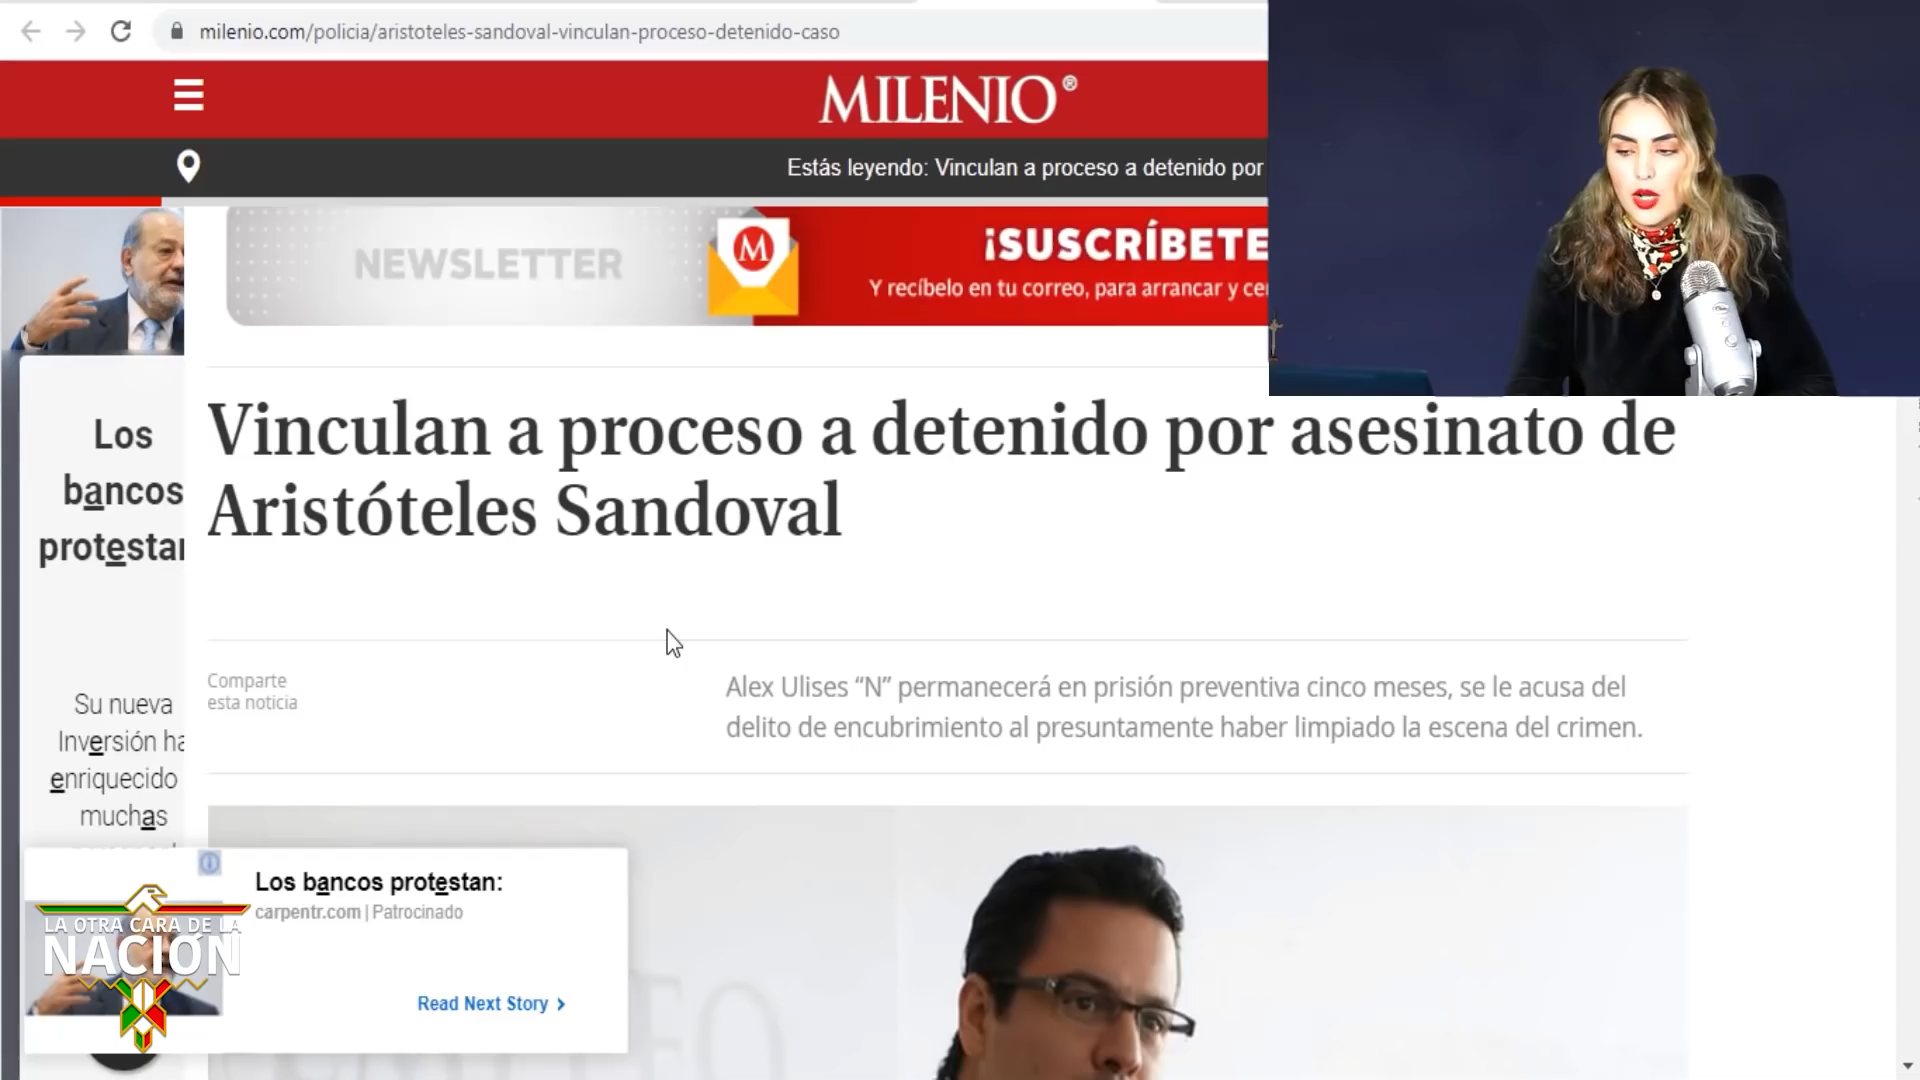 milenio.com/policia/aristoteles-sandoval-vinculan-proceso-detenido-caso
MILENIO®
Estás leyendo: Vinculan a proceso a detenido por
NEWSLETTER
M
¡SUSCRÍBETE
Y recíbelo en tu correo, para arrancar y
Vinculan a proceso a detenido por asesinato de
Aristóteles Sandoval
Comparte
esta noticia
Alex Ulises “N” permanecerá en prisión preventiva cinco meses, se le acusa del
delito de encubrimiento al presuntamente haber limpiado la escena del crimen.
Los
bancos
protestan
Su nueva
Inversión ha
enriquecido
muchas
Los bancos protestan:
carpentr.com | Patrocinado
Read Next Story
LA OTRA CARA DE LA
NACIÓN